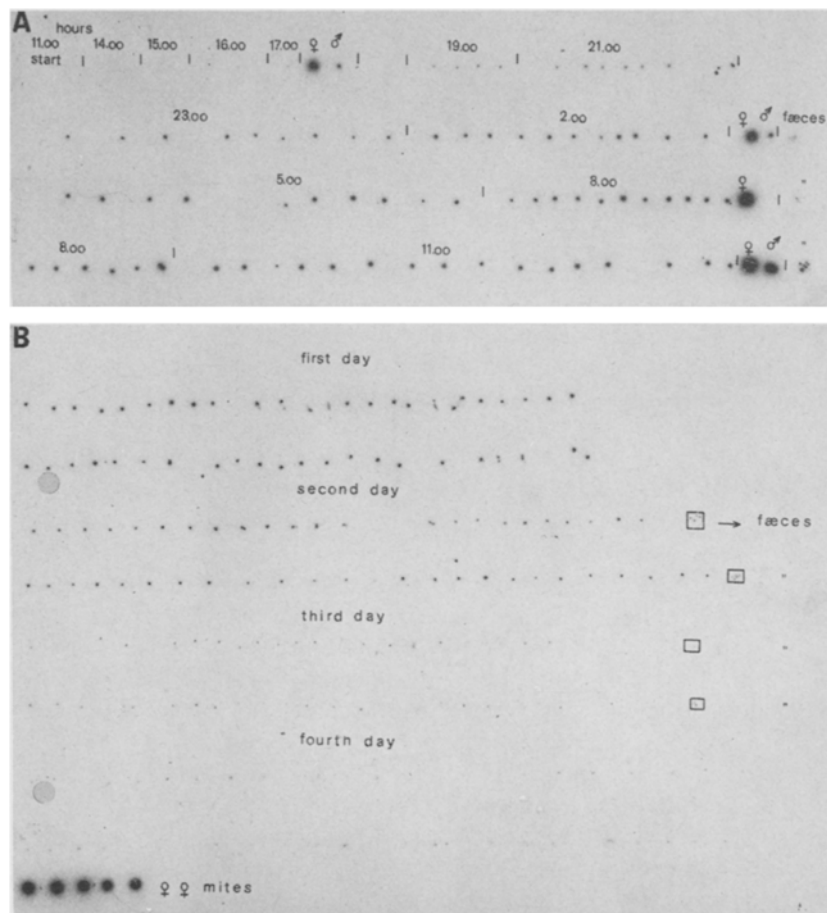 A
hours
11.00 14.00 15.00 16.00 17.00 ♀ ♂ 19.00 21.00
start
23.00 2.00 ♀ ♂ fæces
5.00 8.00 ♀
8.00 11.00 ♀ ♂
B
first day
second day
→ fæces
third day
fourth day
♀ ♀ mites